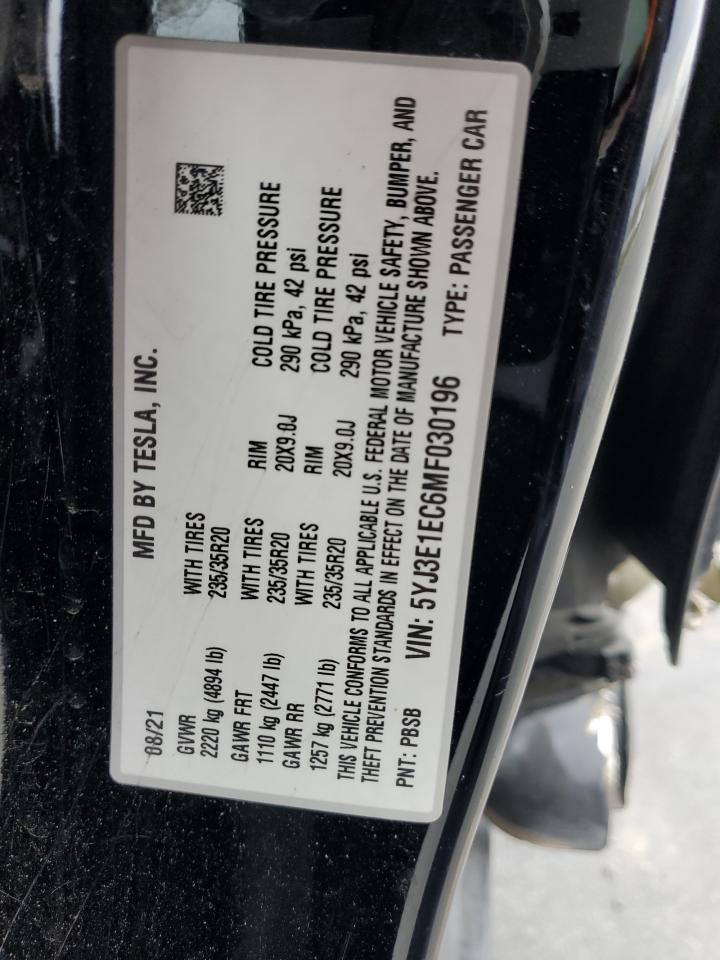 MFD BY TESLA, INC.
08/21
GVWR WITH TIRES
2220 kg (4894 lb) 235/35R20
GAWR FRT WITH TIRES RIM COLD TIRE PRESSURE
1110 kg (2447 lb) 235/35R20 20X9.0J 290 kPa, 42 psi
GAWR RR WITH TIRES RIM COLD TIRE PRESSURE
1257 kg (2771 lb) 235/35R20 20X9.0J 290 kPa, 42 psi
THIS VEHICLE CONFORMS TO ALL APPLICABLE U.S. FEDERAL MOTOR VEHICLE SAFETY, BUMPER, AND
THEFT PREVENTION STANDARDS IN EFFECT ON THE DATE OF MANUFACTURE SHOWN ABOVE.
PNT: PBSB VIN: 5YJ3E1EC6MF030196 TYPE: PASSENGER CAR